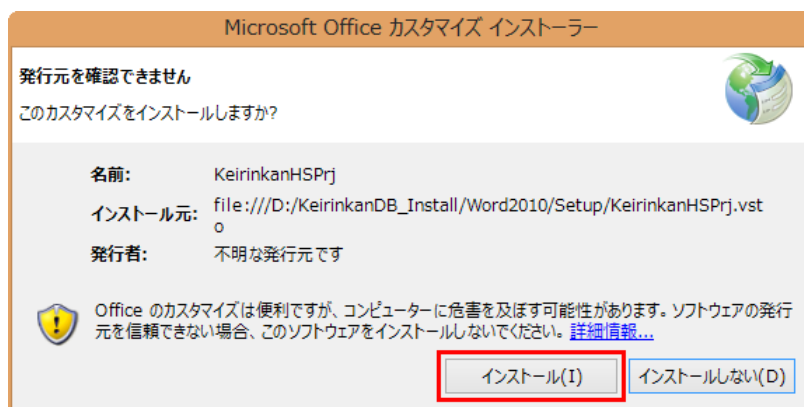 Microsoft Office カスタマイズ インストーラー
発行元を確認できません
このカスタマイズをインストールしますか?
名前: KeirinkanHSPrj
インストール元: file:///D:/KeirinkanDB_Install/Word2010/Setup/KeirinkanHSPrj.vst
o
発行者: 不明な発行元です
Office のカスタマイズは便利ですが、コンピューターに危害を及ぼす可能性があります。ソフトウェアの発行
元を信頼できない場合、このソフトウェアをインストールしないでください。 詳細情報...
インストール(I) インストールしない(D)